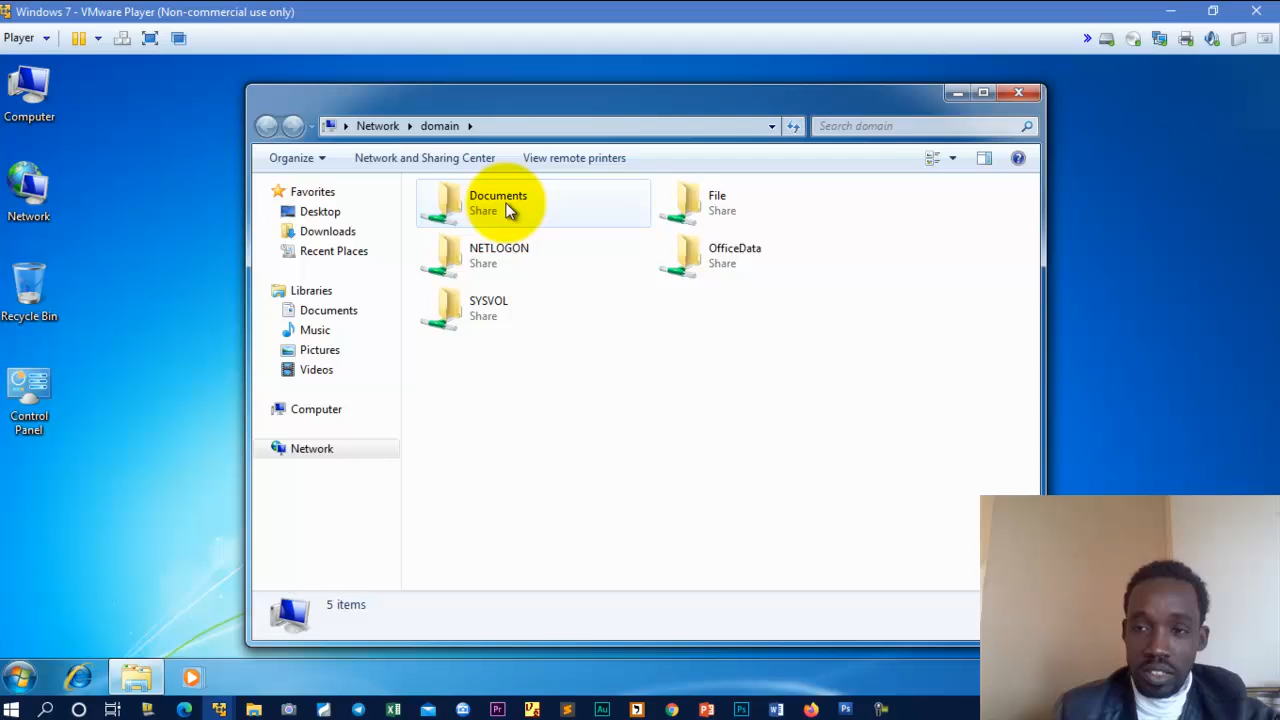 Windows 7 - VMware Player (Non-commercial use only)
Player
Computer
Network
Recycle Bin
Control
Panel
Network domain
Search domain
Organize Network and Sharing Center View remote printers
Favorites
Desktop
Downloads
Recent Places
Libraries
Documents
Music
Pictures
Videos
Computer
Network
Documents
Share
File
Share
NETLOGON
Share
OfficeData
Share
SYSVOL
Share
5 items